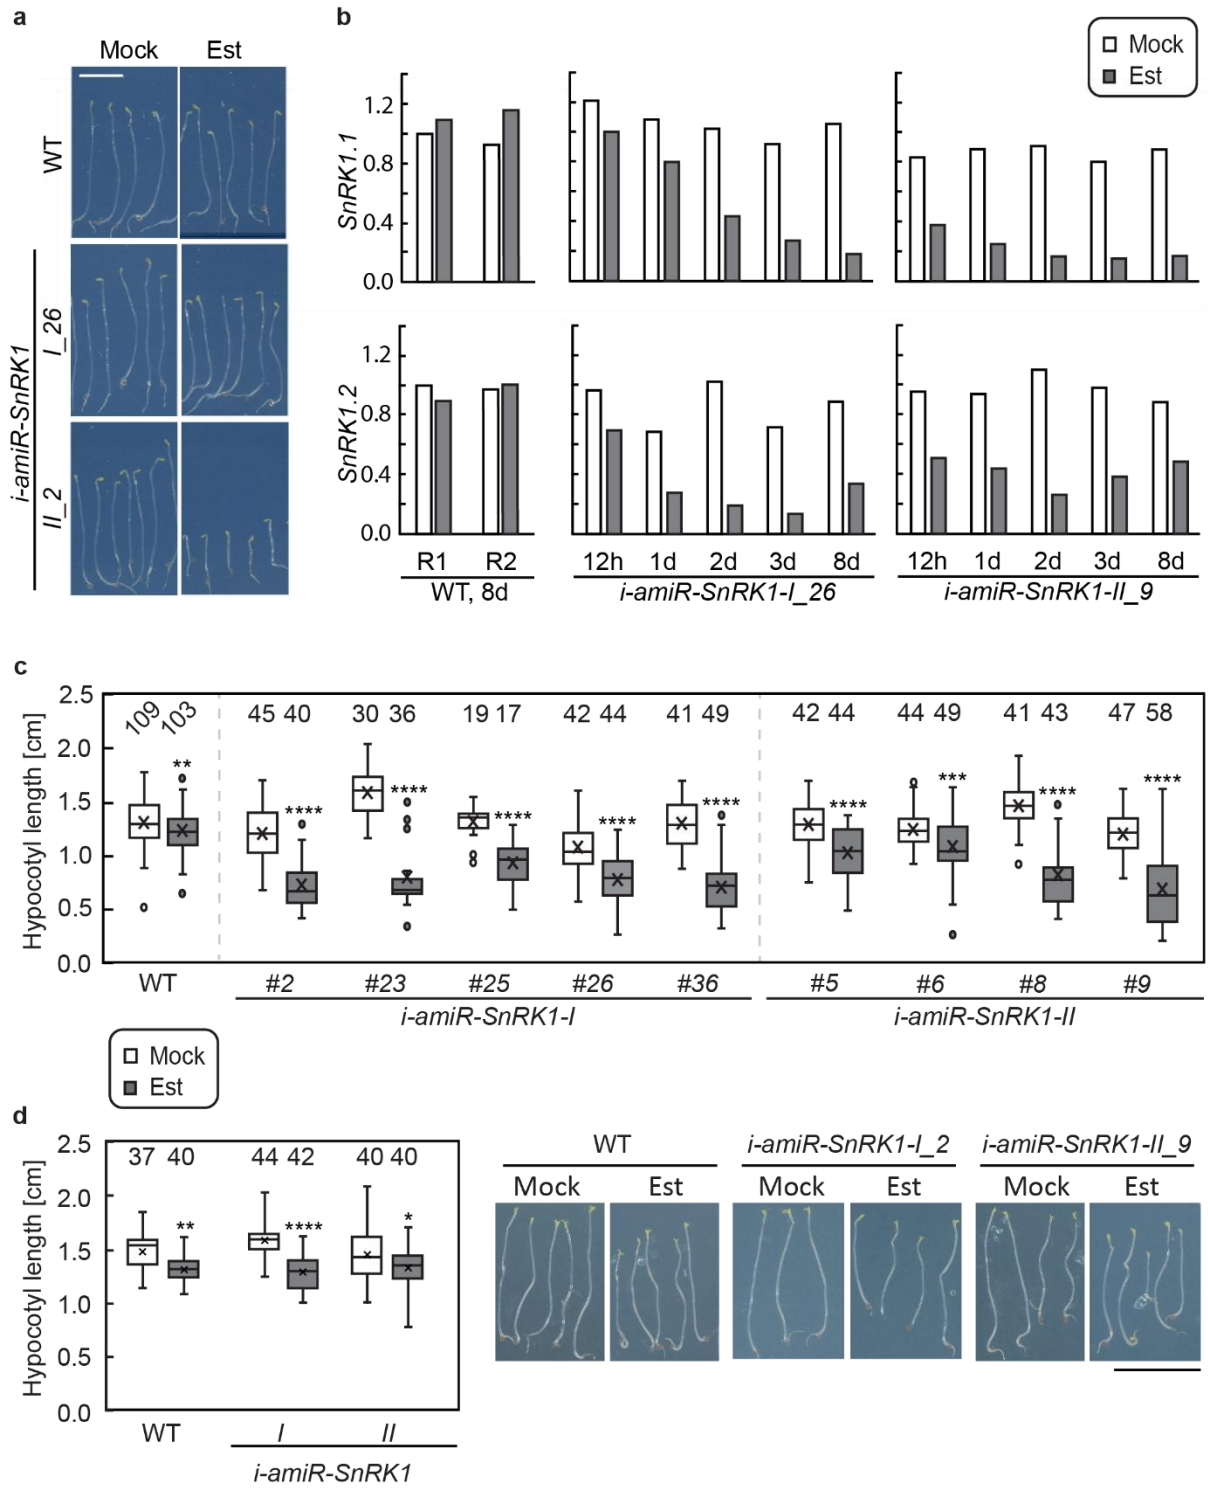 a
Mock Est
WT
i-amiR-SnRK1
I_26
II_2
b
Mock
Est
SnRK1.1
1.2
0.8
0.4
0.0
SnRK1.2
1.2
0.8
0.4
0.0
R1 R2 12h 1d 2d 3d 8d 12h 1d 2d 3d 8d
WT, 8d i-amiR-SnRK1-I_26 i-amiR-SnRK1-II_9
c
Hypocotyl length [cm]
2.5
2.0
1.5
1.0
0.5
0.0
109 103 45 40 30 36 19 17 42 44 41 49 42 44 44 49 41 43 47 58
** **** **** **** **** **** **** *** **** ****
WT #2 #23 #25 #26 #36 #5 #6 #8 #9
i-amiR-SnRK1-I i-amiR-SnRK1-II
Mock
Est
d
Hypocotyl length [cm]
2.5
2.0
1.5
1.0
0.5
0.0
37 40 44 42 40 40
** **** *
WT I II
i-amiR-SnRK1
WT i-amiR-SnRK1-I_2 i-amiR-SnRK1-II_9
Mock Est Mock Est Mock Est